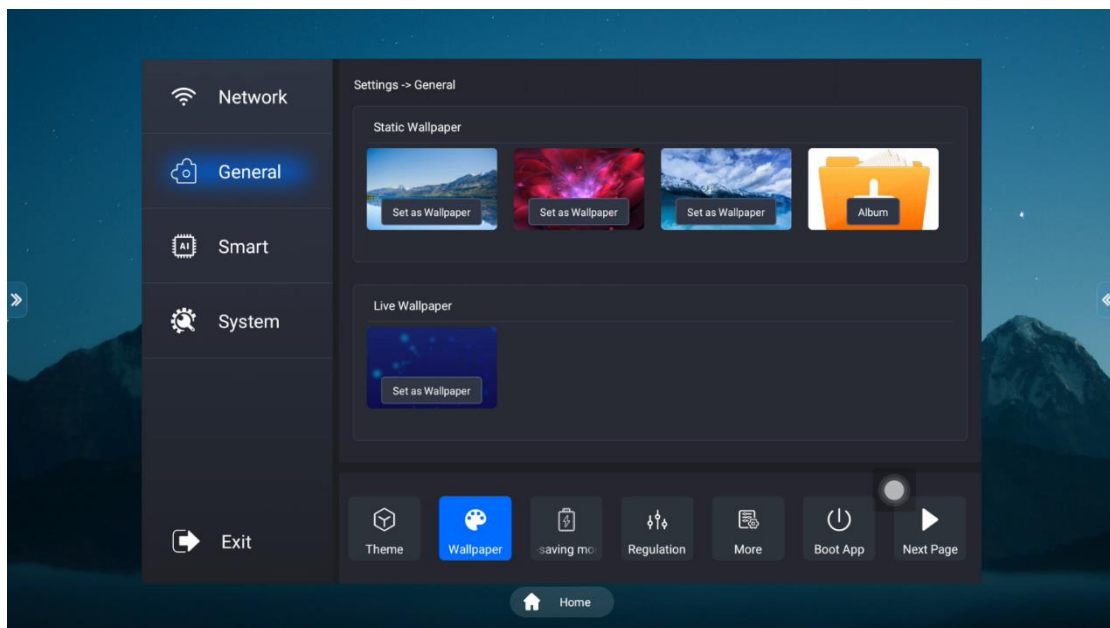 Network
General
AI
Smart
System
Exit
Settings -> General
Static Wallpaper
Set as Wallpaper
Set as Wallpaper
Set as Wallpaper
Album
Live Wallpaper
Set as Wallpaper
Theme
Wallpaper
-saving mo
Regulation
More
Boot App
Next Page
Home